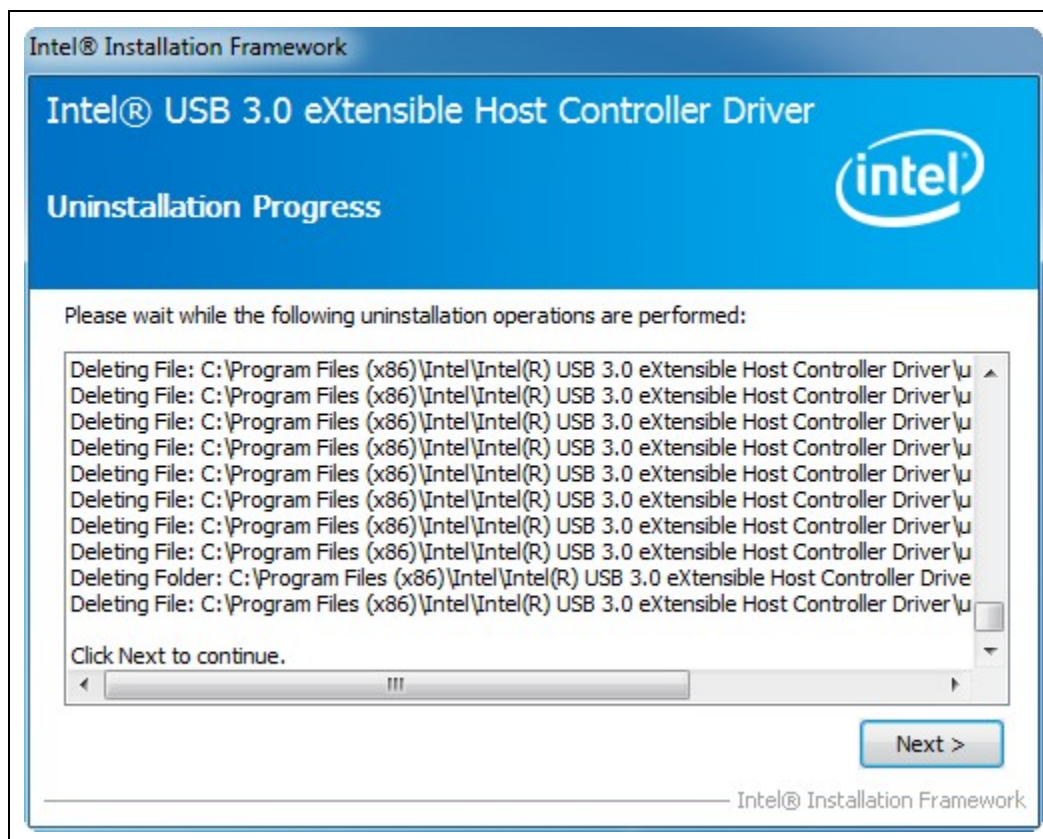 Intel® Installation Framework
Intel® USB 3.0 eXtensible Host Controller Driver
intel
Uninstallation Progress
Please wait while the following uninstallation operations are performed:
Deleting File: C:\Program Files (x86)\Intel\Intel(R) USB 3.0 eXtensible Host Controller Driver\u
Deleting File: C:\Program Files (x86)\Intel\Intel(R) USB 3.0 eXtensible Host Controller Driver\u
Deleting File: C:\Program Files (x86)\Intel\Intel(R) USB 3.0 eXtensible Host Controller Driver\u
Deleting File: C:\Program Files (x86)\Intel\Intel(R) USB 3.0 eXtensible Host Controller Driver\u
Deleting File: C:\Program Files (x86)\Intel\Intel(R) USB 3.0 eXtensible Host Controller Driver\u
Deleting File: C:\Program Files (x86)\Intel\Intel(R) USB 3.0 eXtensible Host Controller Driver\u
Deleting File: C:\Program Files (x86)\Intel\Intel(R) USB 3.0 eXtensible Host Controller Driver\u
Deleting File: C:\Program Files (x86)\Intel\Intel(R) USB 3.0 eXtensible Host Controller Driver\u
Deleting Folder: C:\Program Files (x86)\Intel\Intel(R) USB 3.0 eXtensible Host Controller Drive
Deleting File: C:\Program Files (x86)\Intel\Intel(R) USB 3.0 eXtensible Host Controller Driver\u
Click Next to continue.
Next >
Intel® Installation Framework